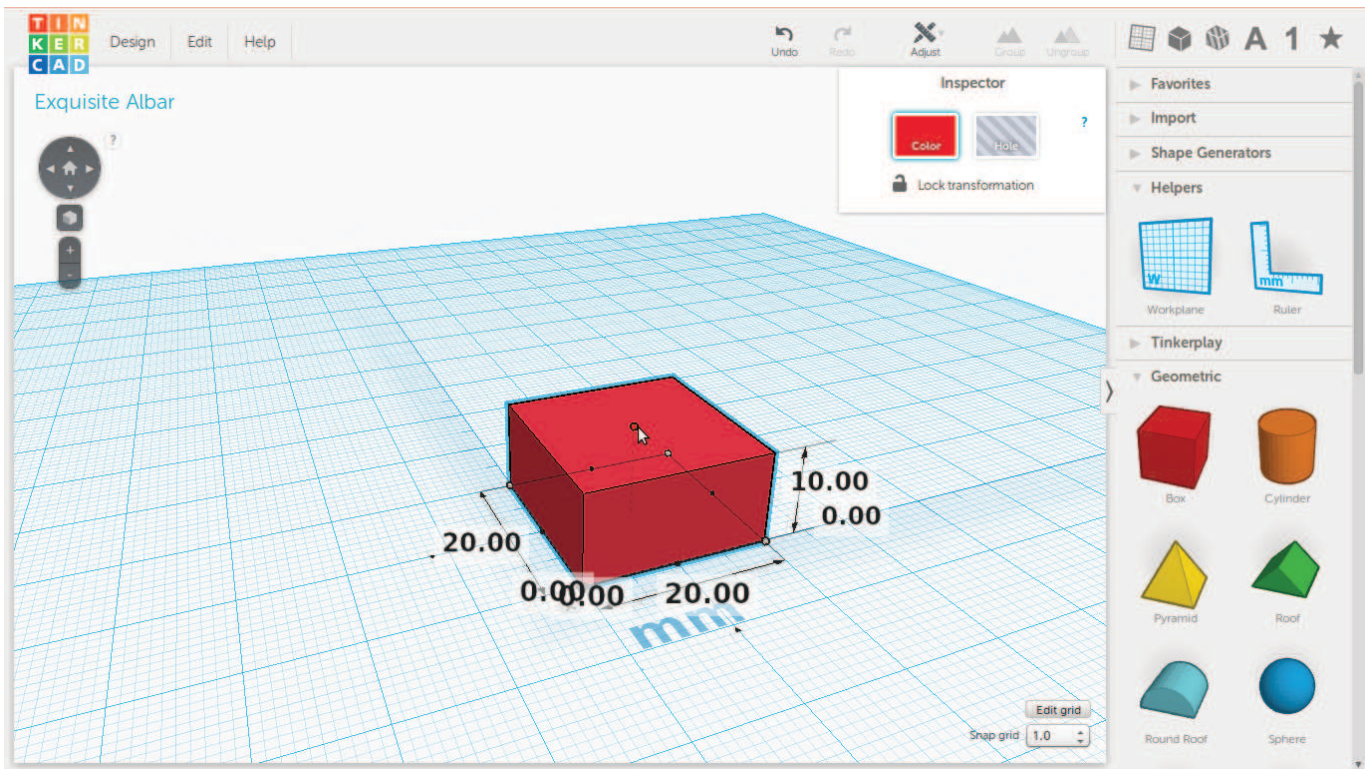 TIN
KER
CAD
Design Edit Help
Undo Redo Adjust Group Ungroup
A 1
Exquisite Albar
?
Inspector
Color Hole
?
Lock transformation
+
-
Favorites
Import
Shape Generators
Helpers
W mm
Workplane Ruler
Tinkerplay
Geometric
Box Cylinder
Pyramid Roof
Round Roof Sphere
10.00
0.00
20.00
0.00 0.00 20.00
mm
Edit grid
Snap grid 1.0